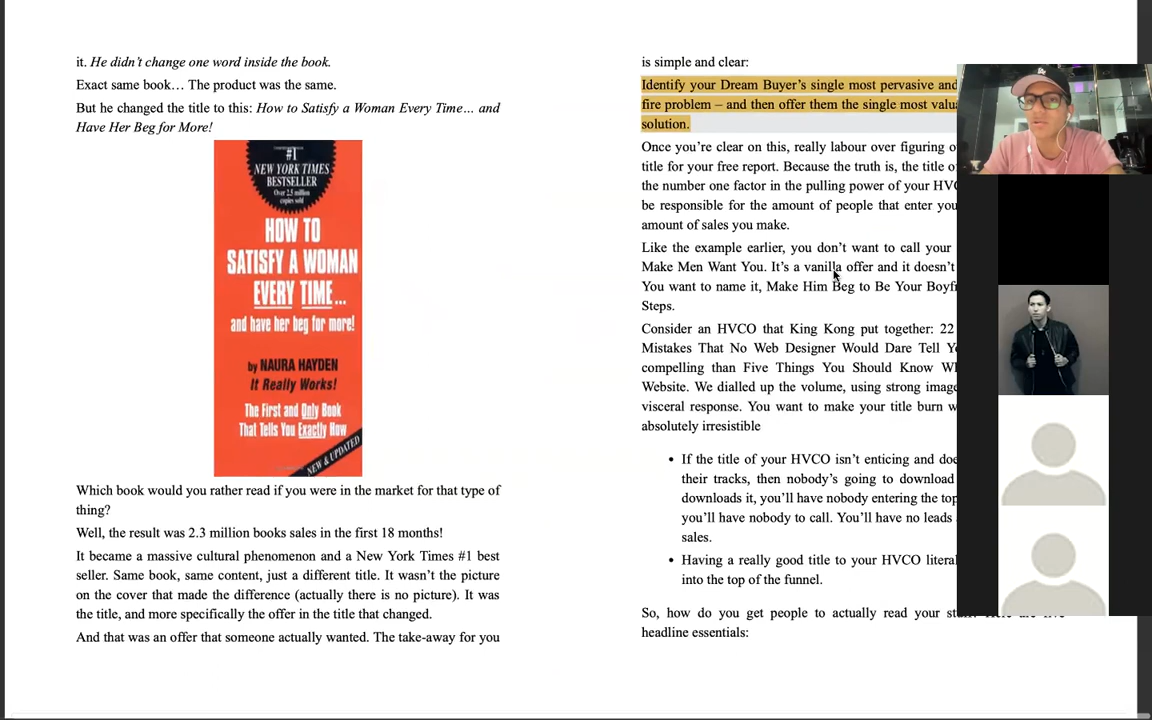 it. He didn't change one word inside the book.
Exact same book… The product was the same.
But he changed the title to this: How to Satisfy a Woman Every Time… and
Have Her Beg for More!
#1
NEW YORK TIMES
BESTSELLER
Over 2.5 million
copies sold
HOW TO
SATISFY A WOMAN
EVERY TIME...
and have her beg for more!
by NAURA HAYDEN
It Really Works!
The First and Only Book
That Tells You Exactly How
NEW & UPDATED
Which book would you rather read if you were in the market for that type of
thing?
Well, the result was 2.3 million books sales in the first 18 months!
It became a massive cultural phenomenon and a New York Times #1 best
seller. Same book, same content, just a different title. It wasn't the picture
on the cover that made the difference (actually there is no picture). It was
the title, and more specifically the offer in the title that changed.
And that was an offer that someone actually wanted. The take-away for you
is simple and clear:
Identify your Dream Buyer's single most pervasive and
fire problem – and then offer them the single most
solution.
Once you're clear on this, really labour over figuring
title for your free report. Because the truth is, the title
the number one factor in the pulling power of your
be responsible for the amount of people that enter
amount of sales you make.
Like the example earlier, you don't want to call your
Make Men Want You. It's a vanilla offer and it doesn't
You want to name it, Make Him Beg to Be Your
Steps.
Consider an HVCO that King Kong put together: 22
Mistakes That No Web Designer Would Dare Tell
compelling than Five Things You Should Know
Website. We dialled up the volume, using strong
visceral response. You want to make your title burn
absolutely irresistible
• If the title of your HVCO isn't enticing and
their tracks, then nobody's going to download
downloads it, you'll have nobody entering the top
you'll have nobody to call. You'll have no leads
sales.
• Having a really good title to your HVCO
into the top of the funnel.
So, how do you get people to actually read your
headline essentials: